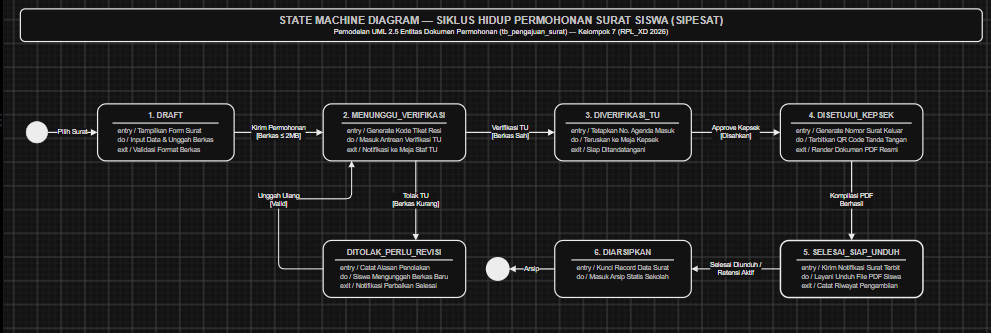 STATE MACHINE DIAGRAM — SIKLUS HIDUP PERMOHONAN SURAT SISWA (SIPESAT)
Pemodelan UML 2.5 Entitas Dokumen Permohonan (tb_pengajuan_surat) — Kelompok 7 (RPL_XD 2026)
Pilih Surat
1. DRAFT
entry / Tampilkan Form Surat
do / Input Data & Unggah Berkas
exit / Validasi Format Berkas
Kirim Permohonan
[Berkas ≤ 2MB]
2. MENUNGGU_VERIFIKASI
entry / Generate Kode Tiket Resi
do / Masuk Antrean Verifikasi TU
exit / Notifikasi ke Meja Staf TU
Verifikasi TU
[Berkas Sah]
3. DIVERIFIKASI_TU
entry / Tetapkan No. Agenda Masuk
do / Teruskan ke Meja Kepsek
exit / Siap Ditandatangani
Approve Kepsek
[Disahkan]
4. DISETUJUI_KEPSEK
entry / Generate Nomor Surat Keluar
do / Terbitkan QR Code Tanda Tangan
exit / Render Dokumen PDF Resmi
Unggah Ulang
[Valid]
Tolak TU
[Berkas Kurang]
Kompilasi PDF
Berhasil
DITOLAK_PERLU_REVISI
entry / Catat Alasan Penolakan
do / Siswa Mengunggah Berkas Baru
exit / Notifikasi Perbaikan Selesai
Arsip
6. DIARSIPKAN
entry / Kunci Record Data Surat
do / Masuk Arsip Statis Sekolah
Selesai Diunduh /
Retensi Aktif
5. SELESAI_SIAP_UNDUH
entry / Kirim Notifikasi Surat Terbit
do / Layani Unduh File PDF Siswa
exit / Catat Riwayat Pengambilan